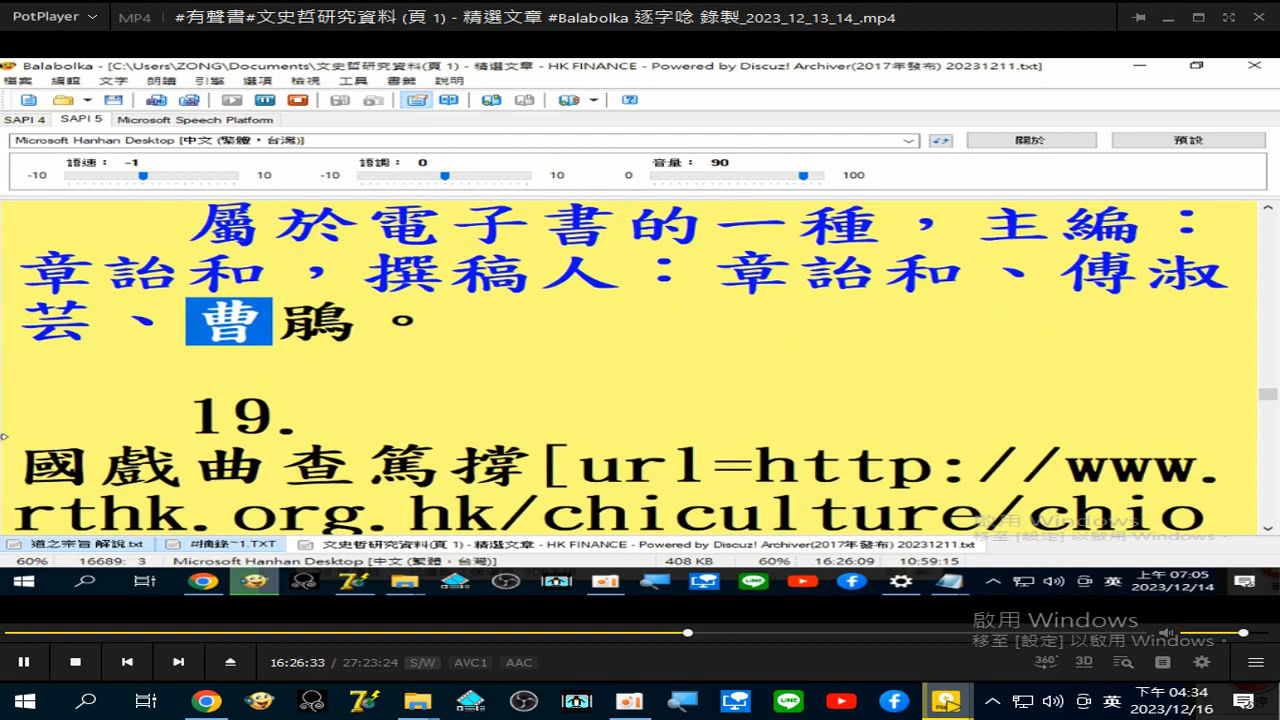 PotPlayer MP4 #有聲書#文史哲研究資料 (頁 1) - 精選文章 #Balabolka 逐字唸 錄製_2023_12_13_14_.mp4
Balabolka - [C:\Users\ZONG\Documents\文史哲研究資料(頁 1) - 精選文章 - HK FINANCE - Powered by Discuz! Archiver(2017年發布) 20231211.txt]
檔案 編輯 文字 朗讀 引擎 選項 檢視 工具 書籤 說明
SAPI 4 SAPI 5 Microsoft Speech Platform
Microsoft Hanhan Desktop [中文 (繁體，台灣)] 關於 預設
語速： -1 語調： 0 音量： 90
-10 10 -10 10 0 100
屬於電子書的一種，主編：
章詒和，撰稿人：章詒和、傅淑
芸、曹鵑。
19.
國戲曲查篤撐[url=http://www.
rthk.org.hk/chiculture/chio
啟用 Windows
移至 [設定] 以啟用 Windows。
道之宗旨 解說.txt #摘錄~1.TXT 文史哲研究資料(頁 1) - 精選文章 - HK FINANCE - Powered by Discuz! Archiver(2017年發布) 20231211.txt
60% 16689: 3 Microsoft Hanhan Desktop [中文 (繁體，台灣)] 408 KB 60% 16:26:09 10:59:15
英 上午 07:05
2023/12/14
啟用 Windows
移至 [設定] 以啟用 Windows。
16:26:33 / 27:23:24 S/W AVC1 AAC 360° 3D
英 下午 04:34
2023/12/16